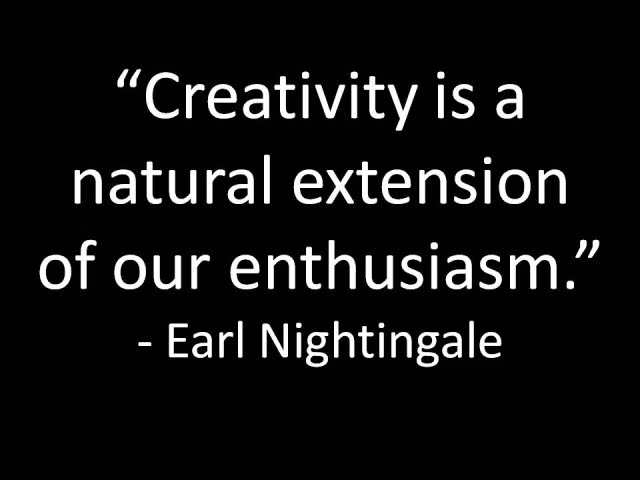 “Creativity is a
natural extension
of our enthusiasm.”
- Earl Nightingale